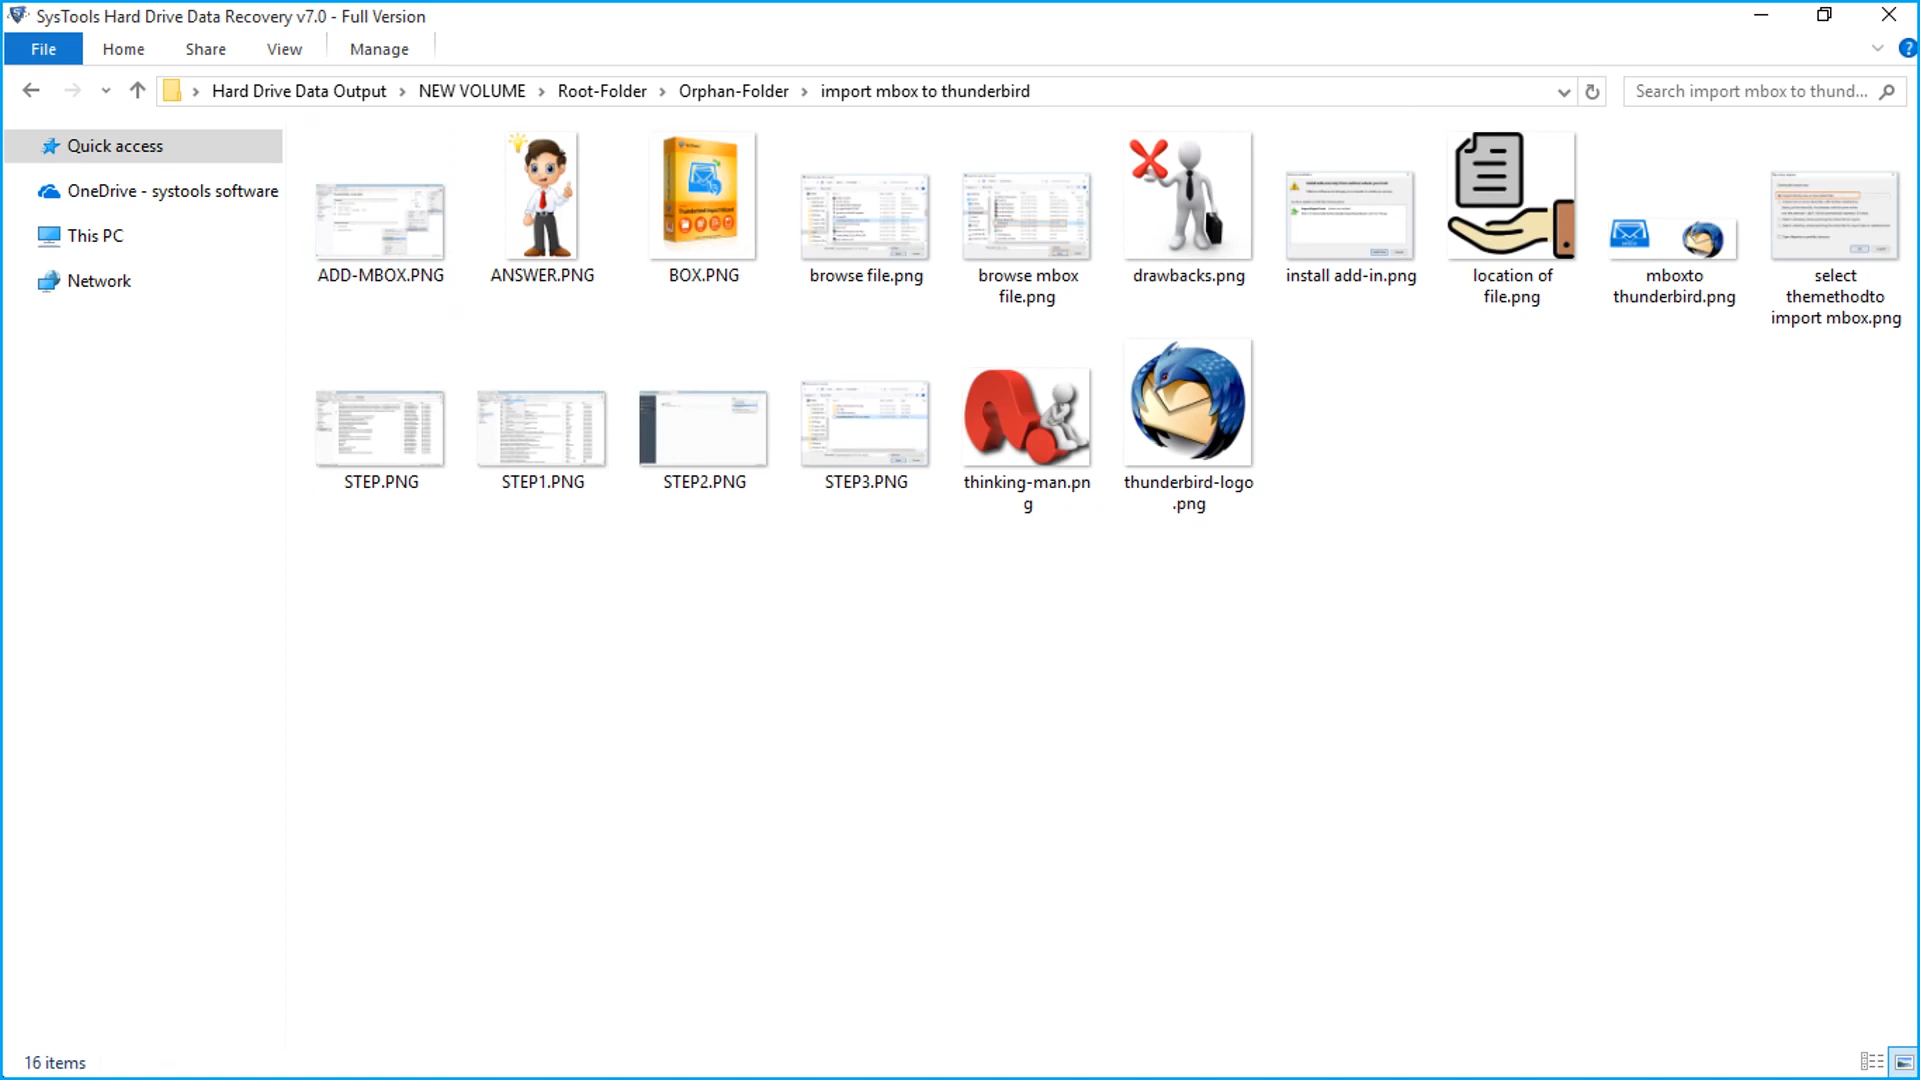 SysTools Hard Drive Data Recovery v7.0 - Full Version
File Home Share View Manage
Hard Drive Data Output > NEW VOLUME > Root-Folder > Orphan-Folder > import mbox to thunderbird
Search import mbox to thund...
Quick access
OneDrive - systools software
This PC
Network
ADD-MBOX.PNG
ANSWER.PNG
BOX.PNG
browse file.png
browse mbox
file.png
drawbacks.png
install add-in.png
location of
file.png
mboxto
thunderbird.png
select
themethodto
import mbox.png
STEP.PNG
STEP1.PNG
STEP2.PNG
STEP3.PNG
thinking-man.pn
g
thunderbird-logo
.png
16 items